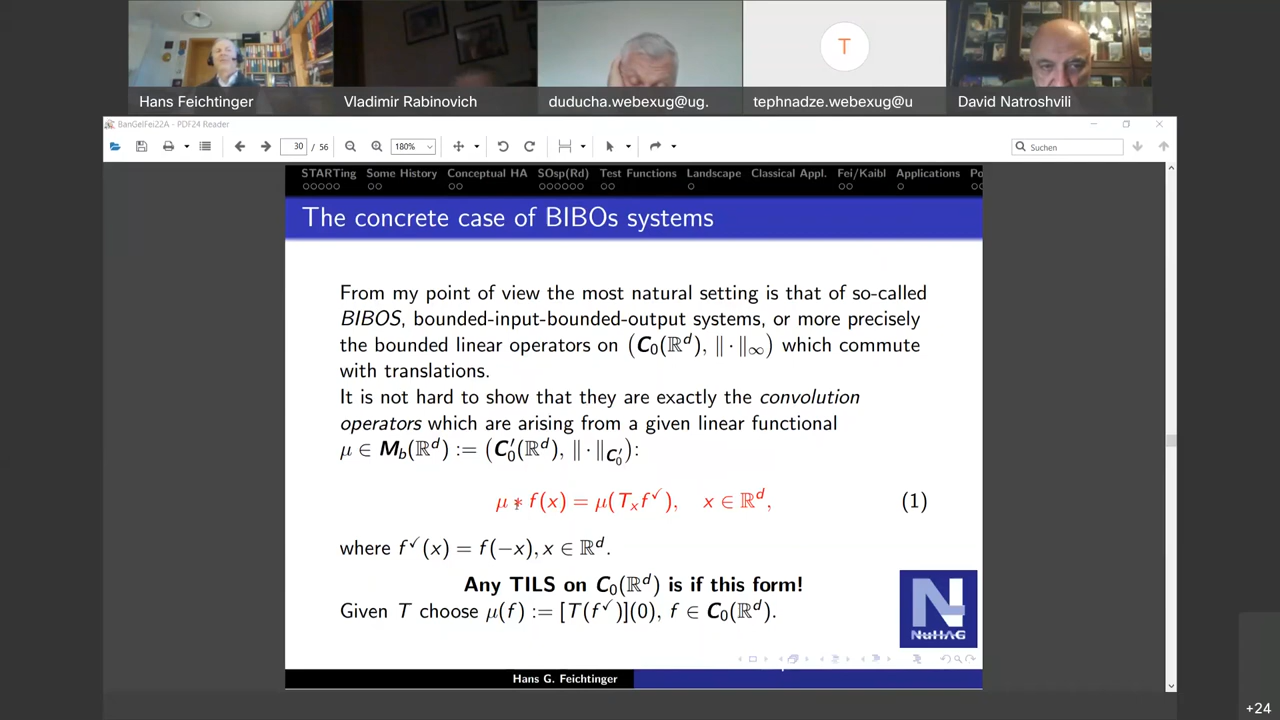 Hans Feichtinger
Vladimir Rabinovich
duducha.webexug@ug.
T
tephnadze.webexug@u
David Natroshvili
BanGelFei22A - PDF24 Reader
30 / 56
180%
Suchen
STARTing Some History Conceptual HA SOsp(Rd) Test Functions Landscape Classical Appl. Fei/Kaibl Applications Po
The concrete case of BIBOs systems
From my point of view the most natural setting is that of so-called
BIBOS, bounded-input-bounded-output systems, or more precisely
the bounded linear operators on (C₀(ℝᵈ), ‖·‖∞) which commute
with translations.
It is not hard to show that they are exactly the convolution
operators which are arising from a given linear functional
μ ∈ M_b(ℝᵈ) := (C₀′(ℝᵈ), ‖·‖_{C₀′}):
μ * f(x) = μ(Tₓf✓), x ∈ ℝᵈ, (1)
where f✓(x) = f(−x), x ∈ ℝᵈ.
Any TILS on C₀(ℝᵈ) is if this form!
Given T choose μ(f) := [T(f✓)](0), f ∈ C₀(ℝᵈ).
N
NuHAG
Hans G. Feichtinger
+24